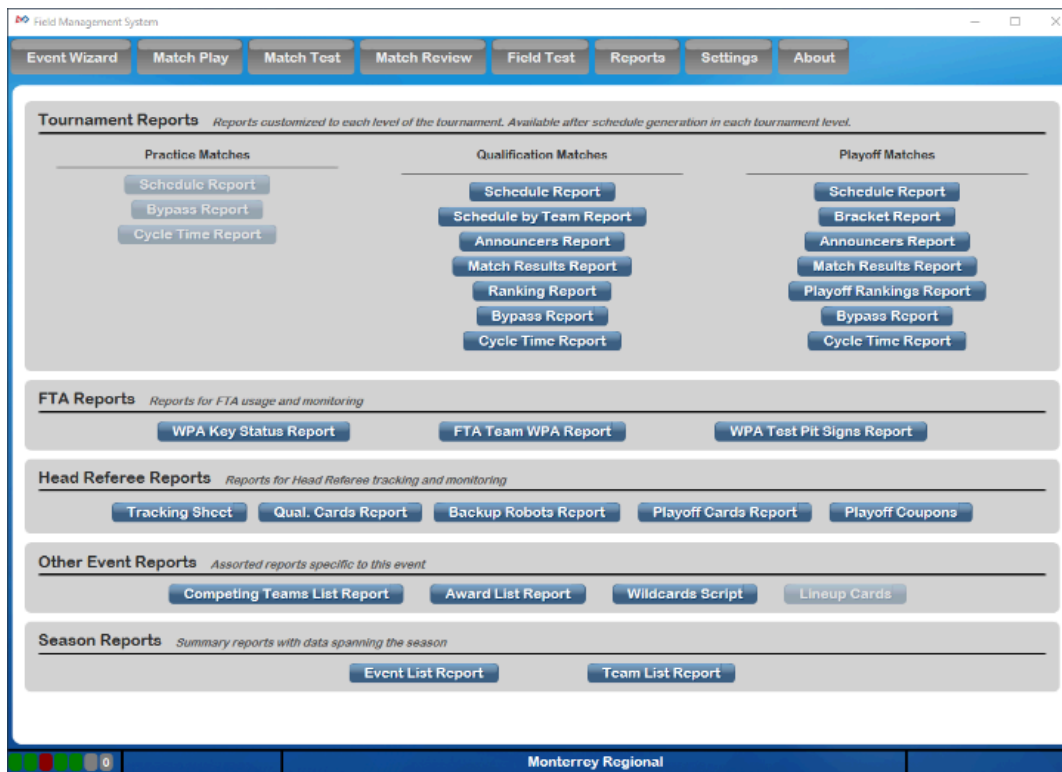 Field Management System
Event Wizard Match Play Match Test Match Review Field Test Reports Settings About
Tournament Reports Reports customized to each level of the tournament. Available after schedule generation in each tournament level.
Practice Matches
Schedule Report
Bypass Report
Cycle Time Report
Qualification Matches
Schedule Report
Schedule by Team Report
Announcers Report
Match Results Report
Ranking Report
Bypass Report
Cycle Time Report
Playoff Matches
Schedule Report
Bracket Report
Announcers Report
Match Results Report
Playoff Rankings Report
Bypass Report
Cycle Time Report
FTA Reports Reports for FTA usage and monitoring
WPA Key Status Report FTA Team WPA Report WPA Test Pit Signs Report
Head Referee Reports Reports for Head Referee tracking and monitoring
Tracking Sheet Qual. Cards Report Backup Robots Report Playoff Cards Report Playoff Coupons
Other Event Reports Assorted reports specific to this event
Competing Teams List Report Award List Report Wildcards Script Lineup Cards
Season Reports Summary reports with data spanning the season
Event List Report Team List Report
0 Monterrey Regional